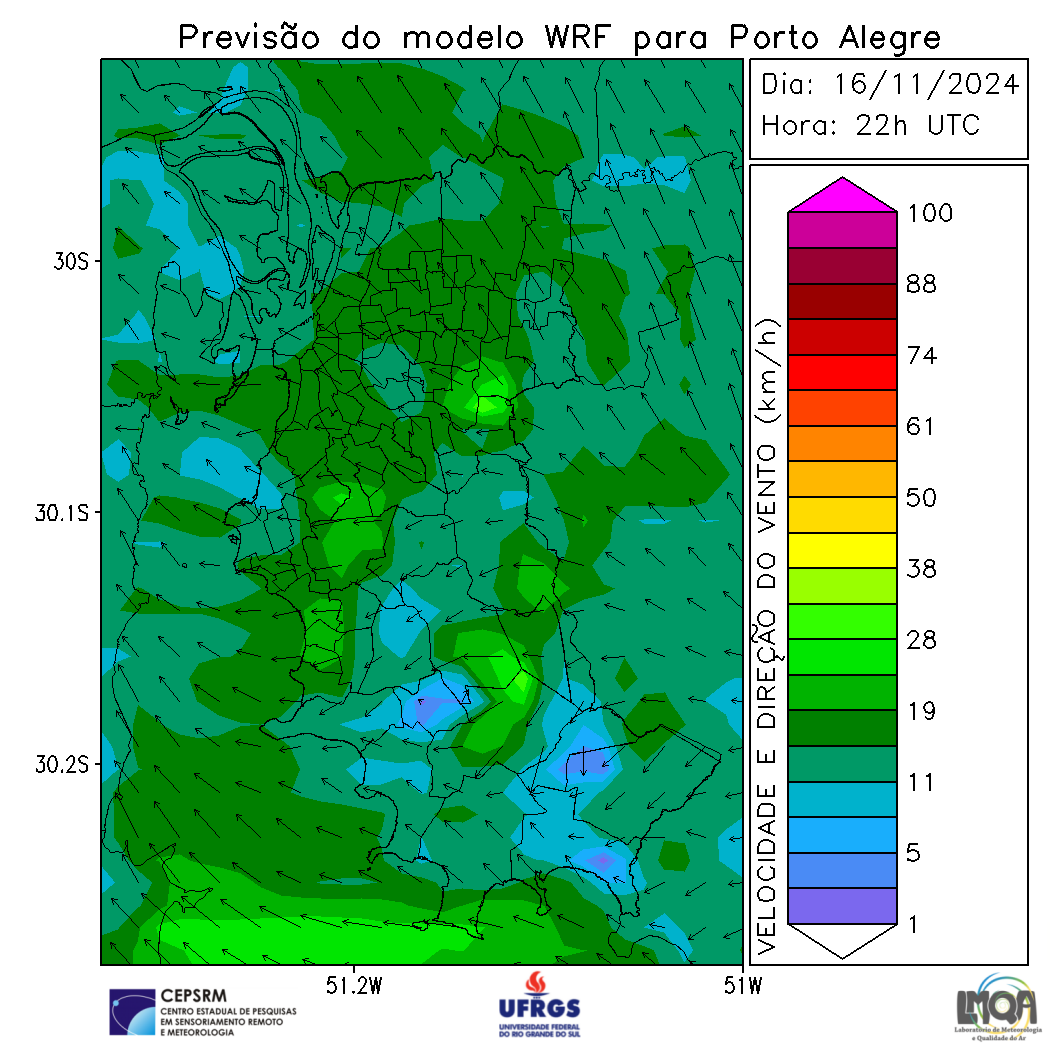 Previsão do modelo WRF para Porto Alegre
Dia: 16/11/2024
Hora: 22h UTC
30S
30.1S
30.2S
51.2W
51W
VELOCIDADE E DIREÇÃO DO VENTO (km/h)
100
88
74
61
50
38
28
19
11
5
1
CEPSRM
CENTRO ESTADUAL DE PESQUISAS
EM SENSORIAMENTO REMOTO
E METEOROLOGIA
UFRGS
UNIVERSIDADE FEDERAL
DO RIO GRANDE DO SUL
LMQA
Laboratório de Meteorologia
e Qualidade do Ar